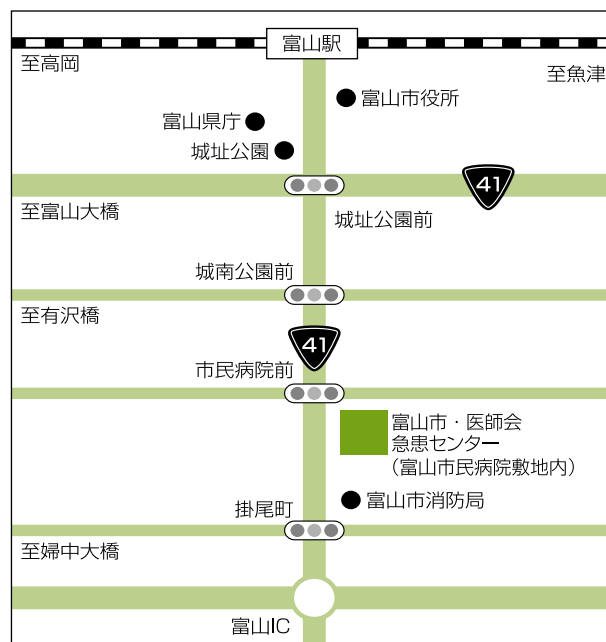 富山駅
至高岡
至魚津
富山市役所
富山県庁
城址公園
41
至富山大橋
城址公園前
城南公園前
至有沢橋
41
市民病院前
富山市・医師会
急患センター
（富山市民病院敷地内）
富山市消防局
掛尾町
至婦中大橋
富山IC